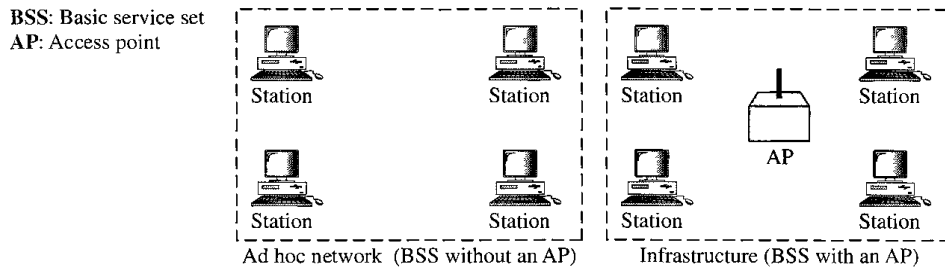 BSS: Basic service set
AP: Access point
Station Station
Station Station
Ad hoc network (BSS without an AP)
Station Station
AP
Station Station
Infrastructure (BSS with an AP)